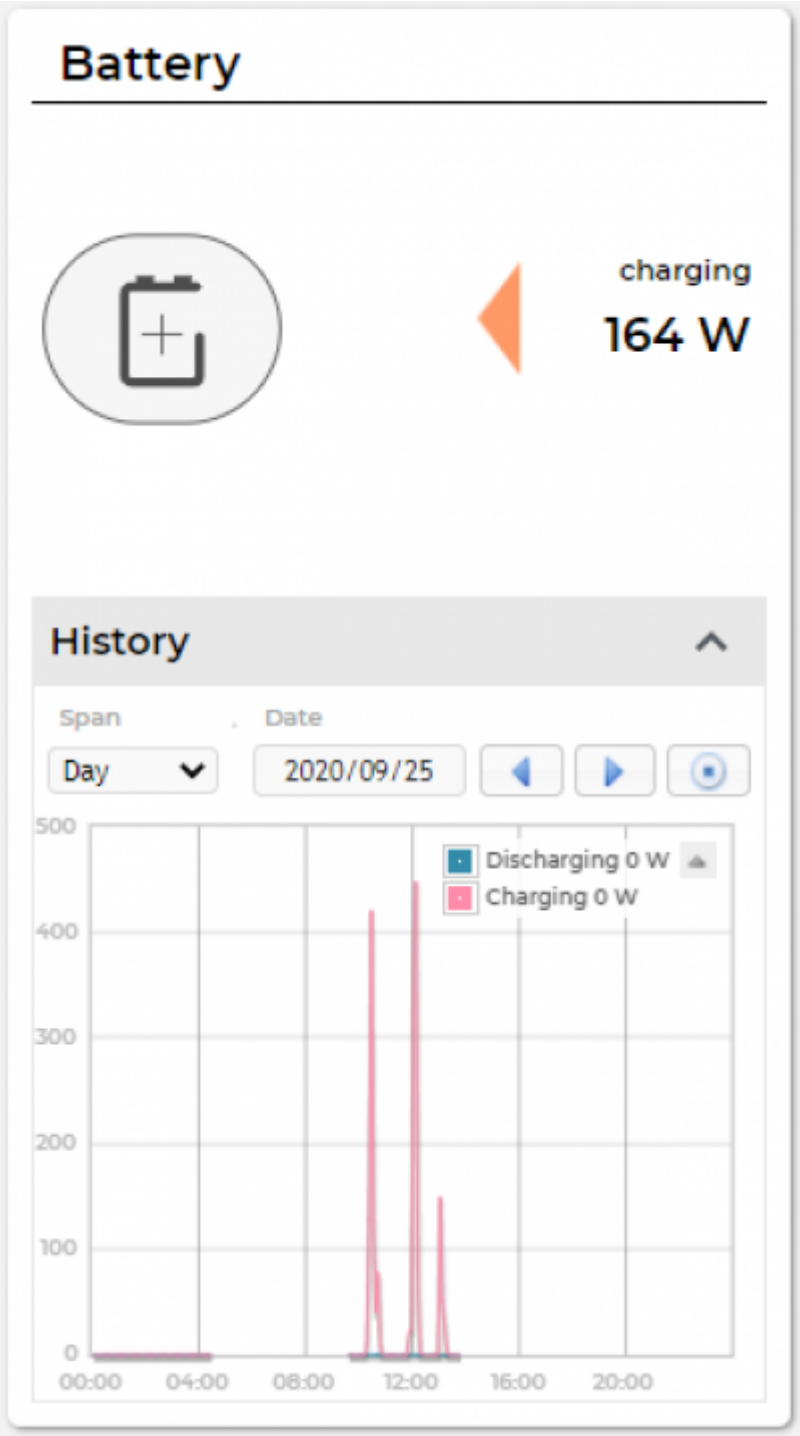 Battery
charging
164 W
History
Span . Date
Day 2020/09/25
500
Discharging 0 W
Charging 0 W
400
300
200
100
0
00:00 04:00 08:00 12:00 16:00 20:00